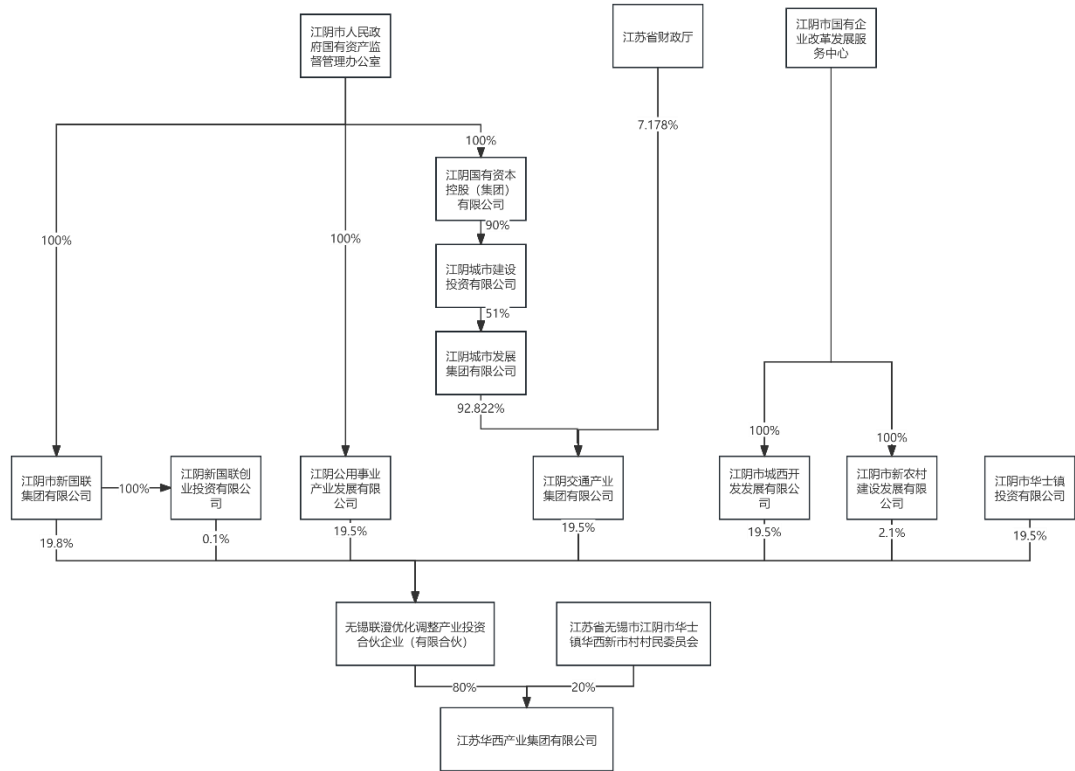 江阴市人民政
府国有资产监
督管理办公室
江苏省财政厅
江阴市国有企
业改革发展服
务中心
7.178%
100%
江阴国有资本
控股（集团）
有限公司
90%
100%
100%
江阴城市建设
投资有限公司
51%
江阴城市发展
集团有限公司
92.822%
100%
100%
江阴市新国联
集团有限公司
100%
江阴新国联创
业投资有限公
司
江阴公用事业
产业发展有限
公司
江阴交通产业
集团有限公司
江阴市城西开
发发展有限公
司
江阴市新农村
建设发展有限
公司
江阴市华士镇
投资有限公司
19.8%
0.1%
19.5%
19.5%
19.5%
2.1%
19.5%
无锡联澄优化调整产业投资
合伙企业（有限合伙）
江苏省无锡市江阴市华士
镇华西新市村村民委员会
80%
20%
江苏华西产业集团有限公司